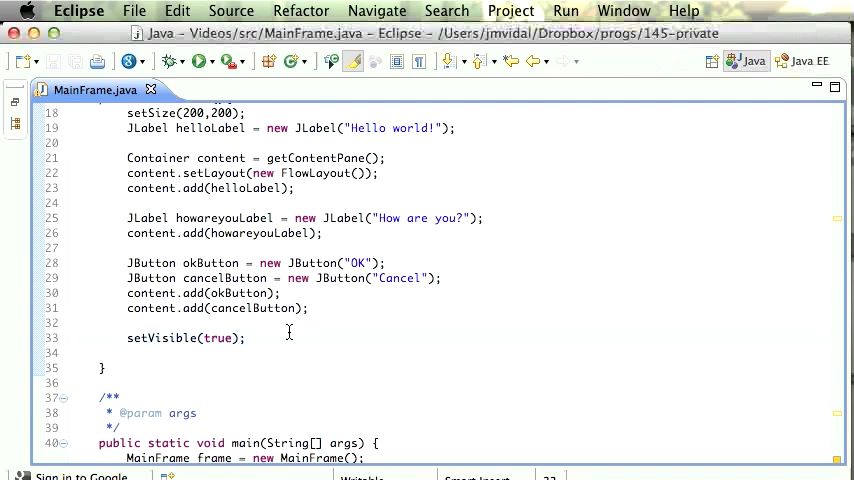 Eclipse File Edit Source Refactor Navigate Search Project Run Window Help
Java – Videos/src/MainFrame.java – Eclipse – /Users/jmvidal/Dropbox/progs/145-private
Java Java EE
MainFrame.java
18 setSize(200,200);
19 JLabel helloLabel = new JLabel("Hello world!");
20
21 Container content = getContentPane();
22 content.setLayout(new FlowLayout());
23 content.add(helloLabel);
24
25 JLabel howareyouLabel = new JLabel("How are you?");
26 content.add(howareyouLabel);
27
28 JButton okButton = new JButton("OK");
29 JButton cancelButton = new JButton("Cancel");
30 content.add(okButton);
31 content.add(cancelButton);
32
33 setVisible(true);
34
35 }
36
37 /**
38 * @param args
39 */
40 public static void main(String[] args) {
MainFrame frame = new MainFrame();
Sign in to Google... Writable Smart Insert 33